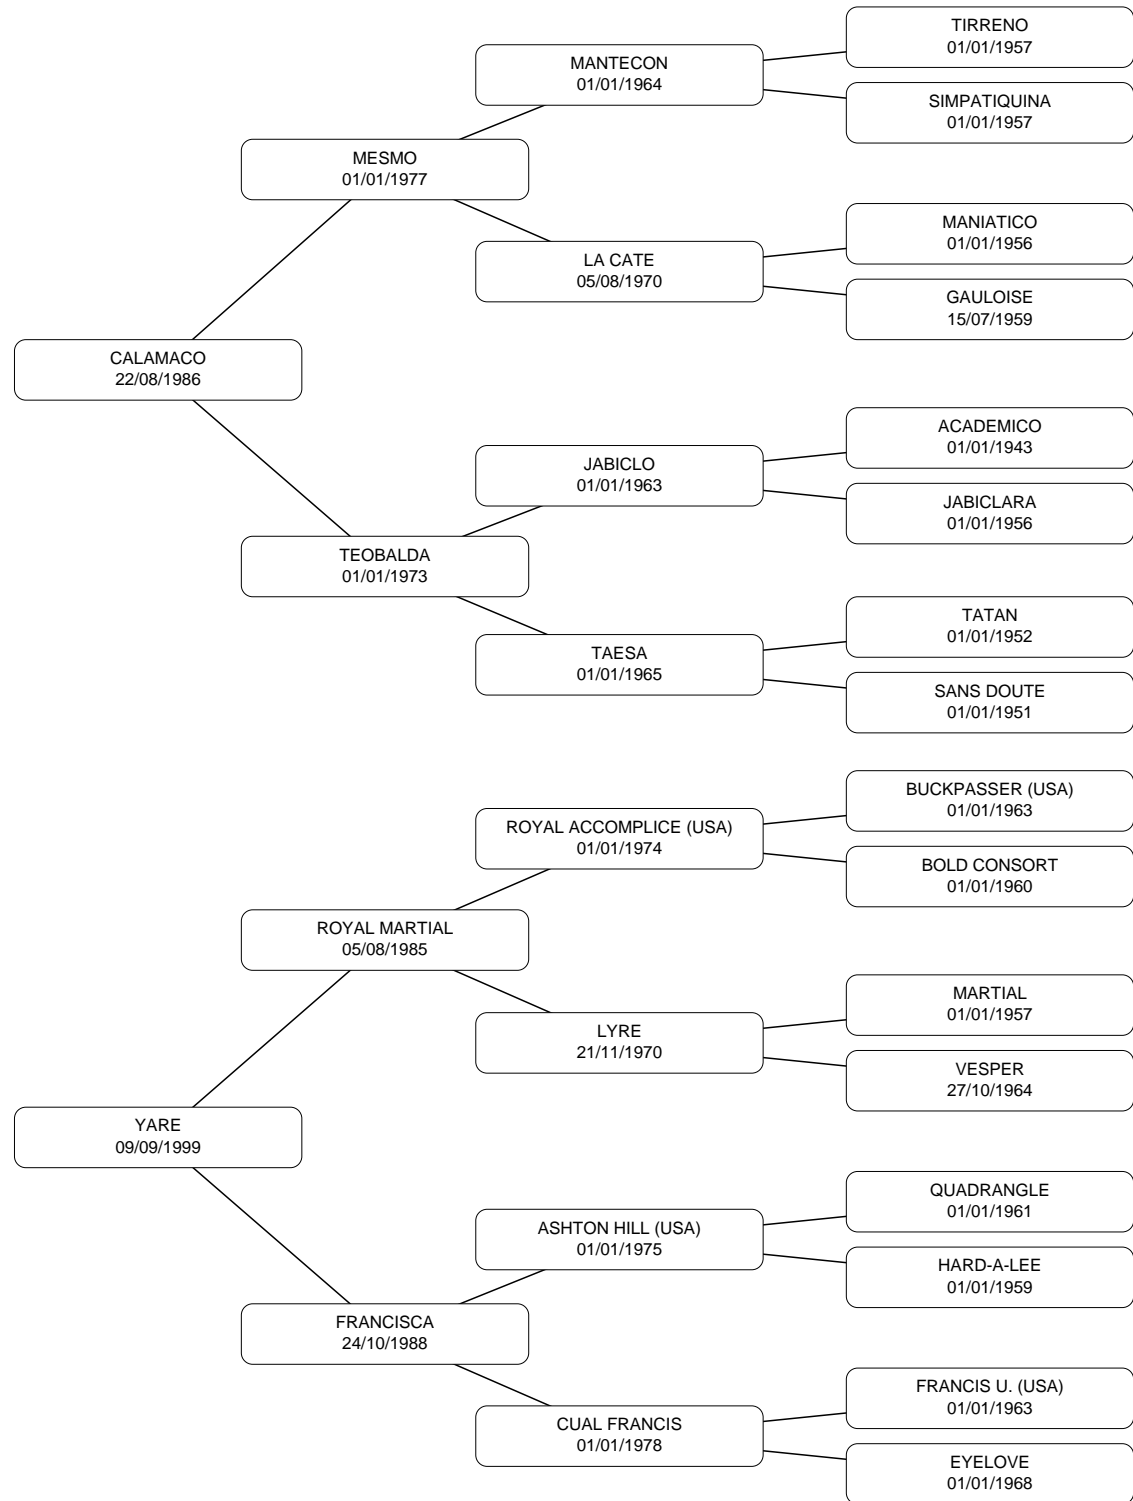 TIRRENO
01/01/1957
MANTECON
01/01/1964
SIMPATIQUINA
01/01/1957
MESMO
01/01/1977
MANIATICO
01/01/1956
LA CATE
05/08/1970
GAULOISE
15/07/1959
CALAMACO
22/08/1986
ACADEMICO
01/01/1943
JABICLO
01/01/1963
JABICLARA
01/01/1956
TEOBALDA
01/01/1973
TATAN
01/01/1952
TAESA
01/01/1965
SANS DOUTE
01/01/1951
BUCKPASSER (USA)
01/01/1963
ROYAL ACCOMPLICE (USA)
01/01/1974
BOLD CONSORT
01/01/1960
ROYAL MARTIAL
05/08/1985
MARTIAL
01/01/1957
LYRE
21/11/1970
VESPER
27/10/1964
YARE
09/09/1999
QUADRANGLE
01/01/1961
ASHTON HILL (USA)
01/01/1975
HARD-A-LEE
01/01/1959
FRANCISCA
24/10/1988
FRANCIS U. (USA)
01/01/1963
CUAL FRANCIS
01/01/1978
EYELOVE
01/01/1968